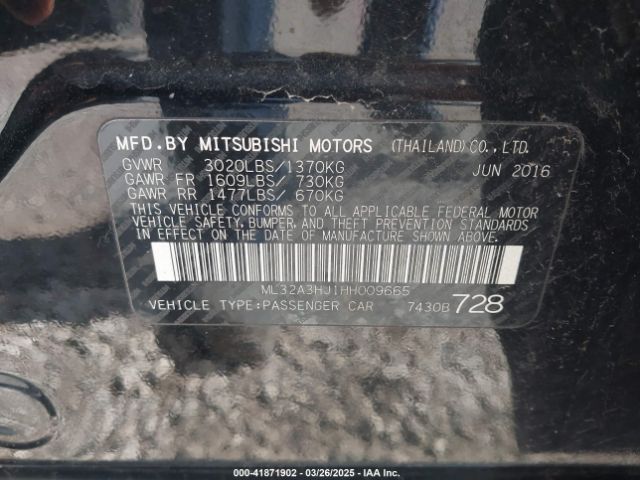 MFD.BY MITSUBISHI MOTORS (THAILAND)CO.,LTD.
GVWR 3020LBS/1370KG JUN 2016
GAWR FR 1609LBS/ 730KG
GAWR RR 1477LBS/ 670KG
THIS VEHICLE CONFORMS TO ALL APPLICABLE FEDERAL MOTOR
VEHICLE SAFETY, BUMPER, AND THEFT PREVENTION STANDARDS
IN EFFECT ON THE DATE OF MANUFACTURE SHOWN ABOVE.
ML32A3HJ1HH009665
VEHICLE TYPE:PASSENGER CAR 7430B 728
000-41871902 - 03/26/2025 - IAA Inc.